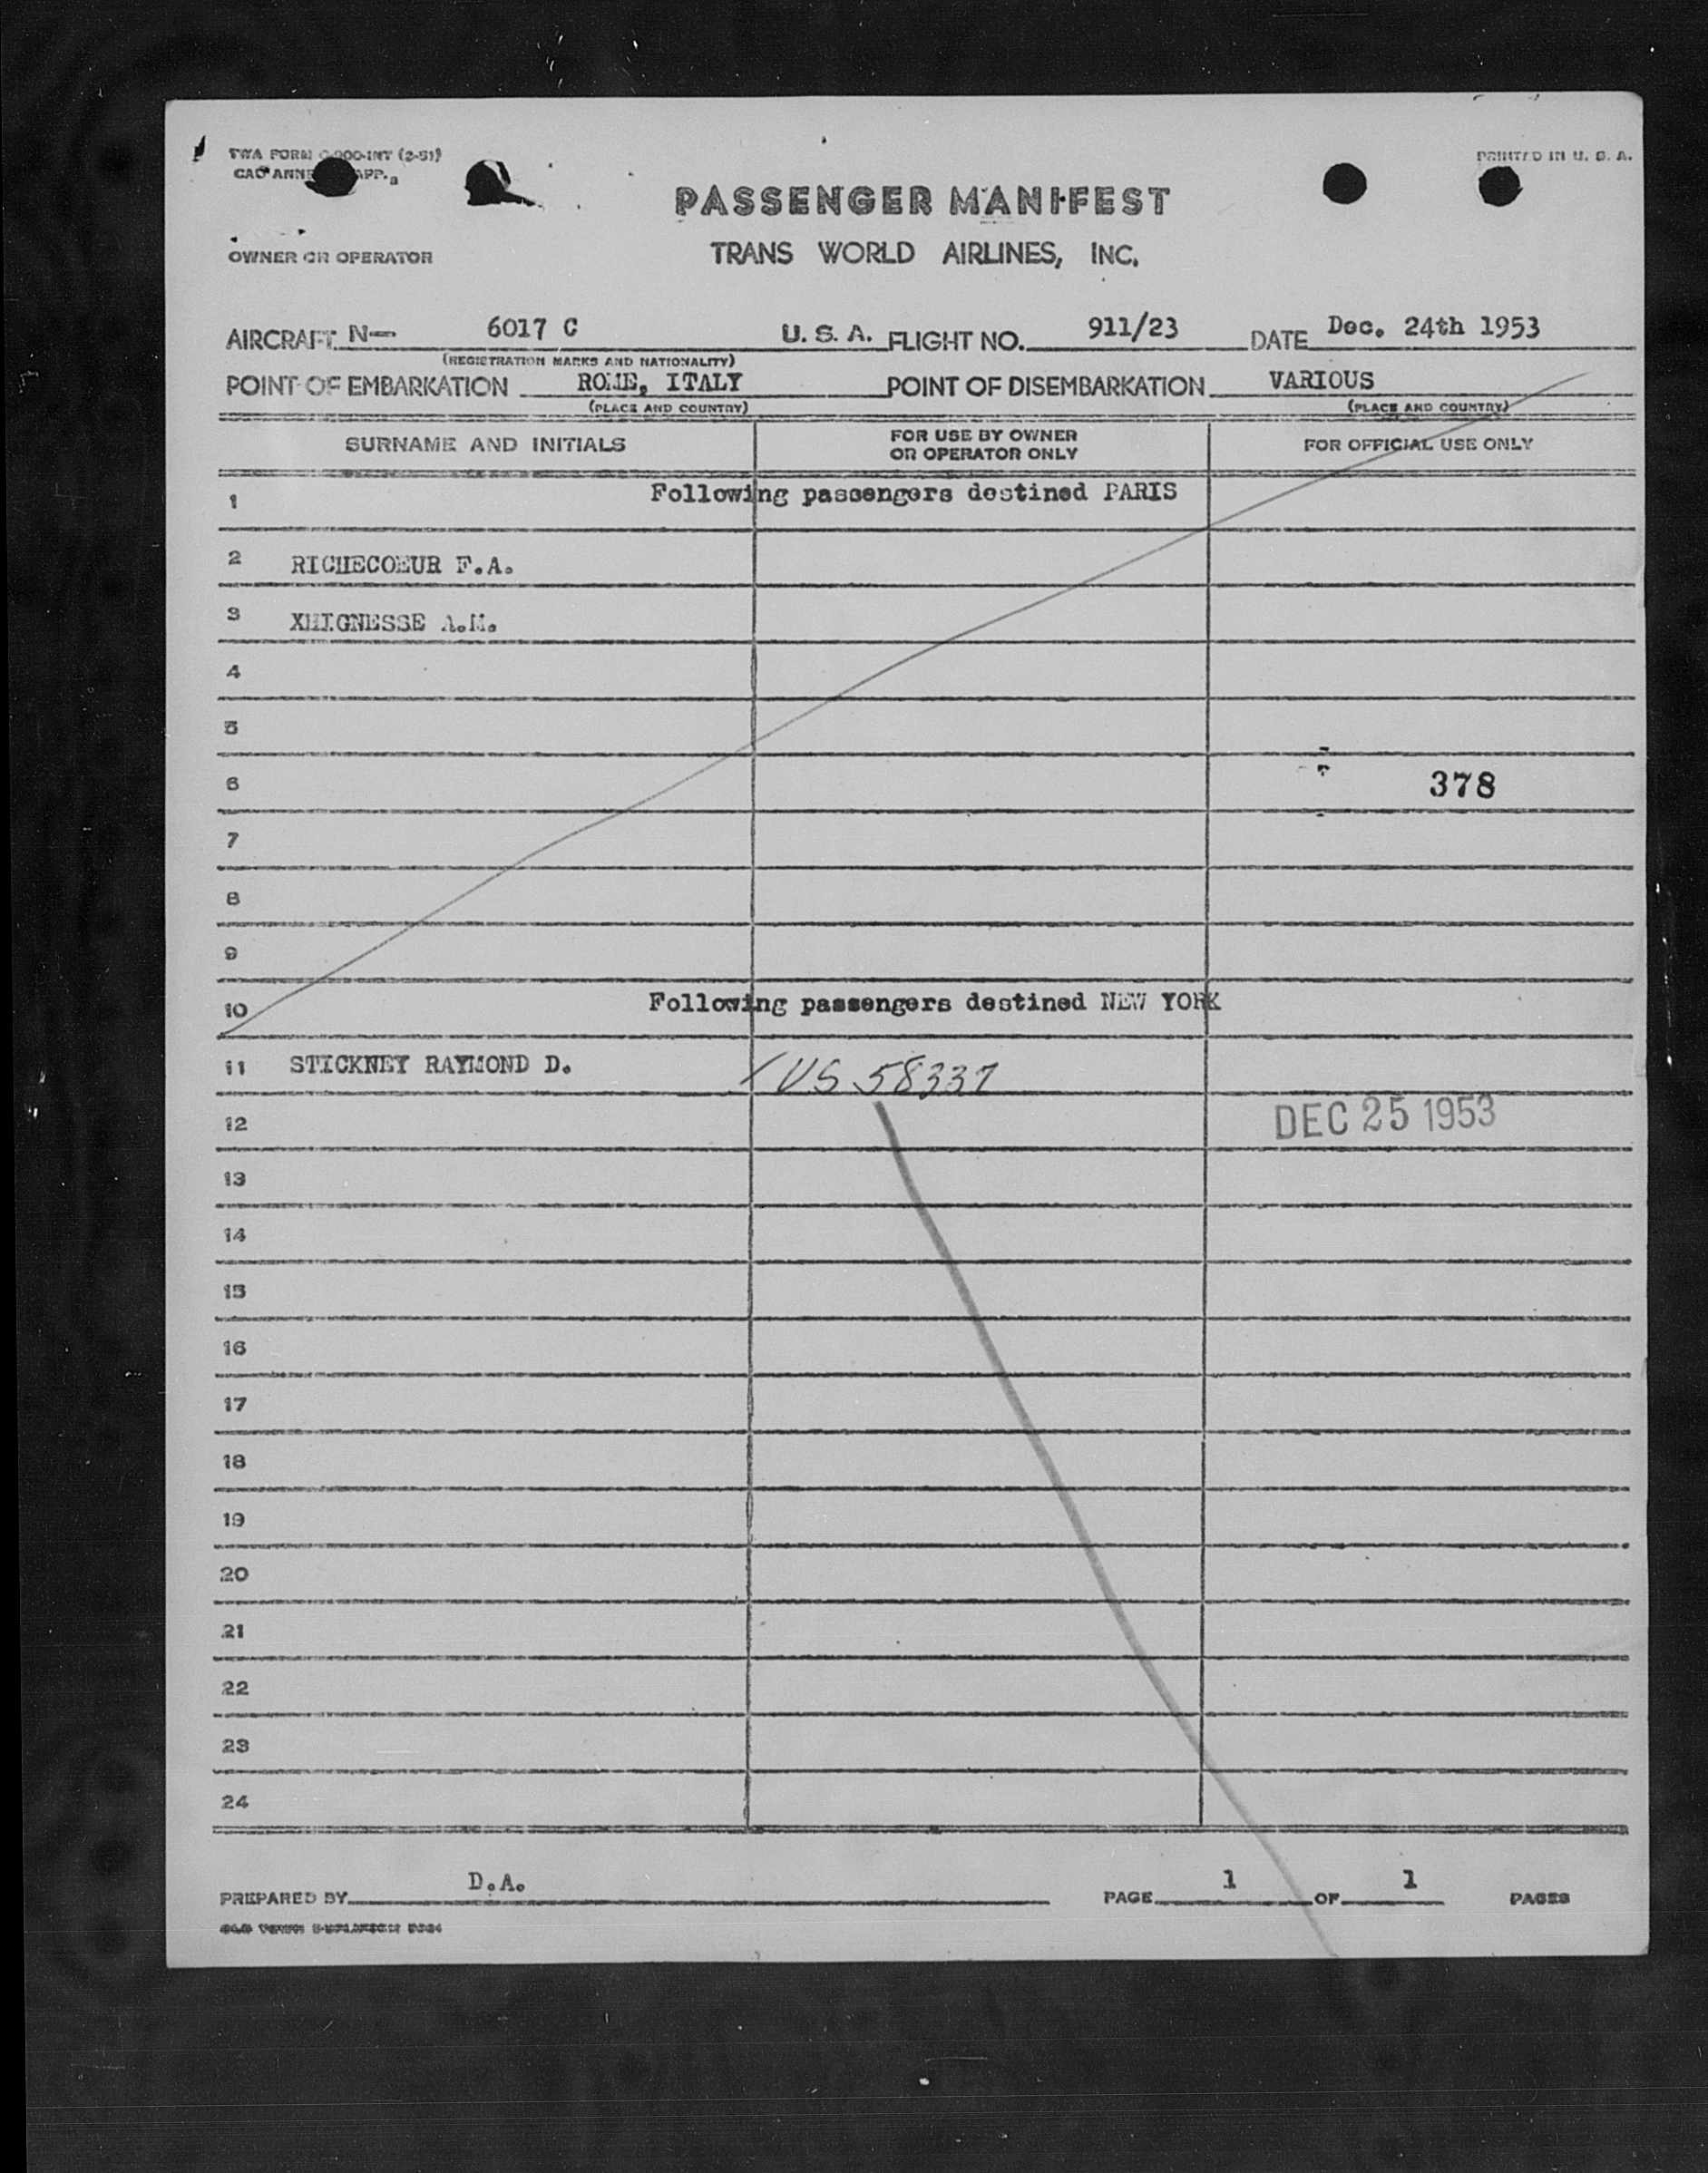 TWA FORM
PRINTED IN U. S. A.
PASSENGER MANIFEST
OWNER OR OPERATOR
TRANS WORLD AIRLINES, INC.
AIRCRAFT N— 6017 C U. S. A. FLIGHT NO. 911/23 DATE Dec. 24th 1953
(REGISTRATION MARKS AND NATIONALITY)
POINT OF EMBARKATION ROME, ITALY POINT OF DISEMBARKATION VARIOUS
(PLACE AND COUNTRY) (PLACE AND COUNTRY)
SURNAME AND INITIALS FOR USE BY OWNER OR OPERATOR ONLY FOR OFFICIAL USE ONLY
1 Following passengers destined PARIS
2 RICHECOEUR F.A.
3 XHIGNESSE A.M.
4
5
6 378
7
8
9
10 Following passengers destined NEW YORK
11 STICKNEY RAYMOND D. US 58337
12 DEC 25 1953
13
14
15
16
17
18
19
20
21
22
23
24
PREPARED BY D.A. PAGE 1 OF 1 PAGES